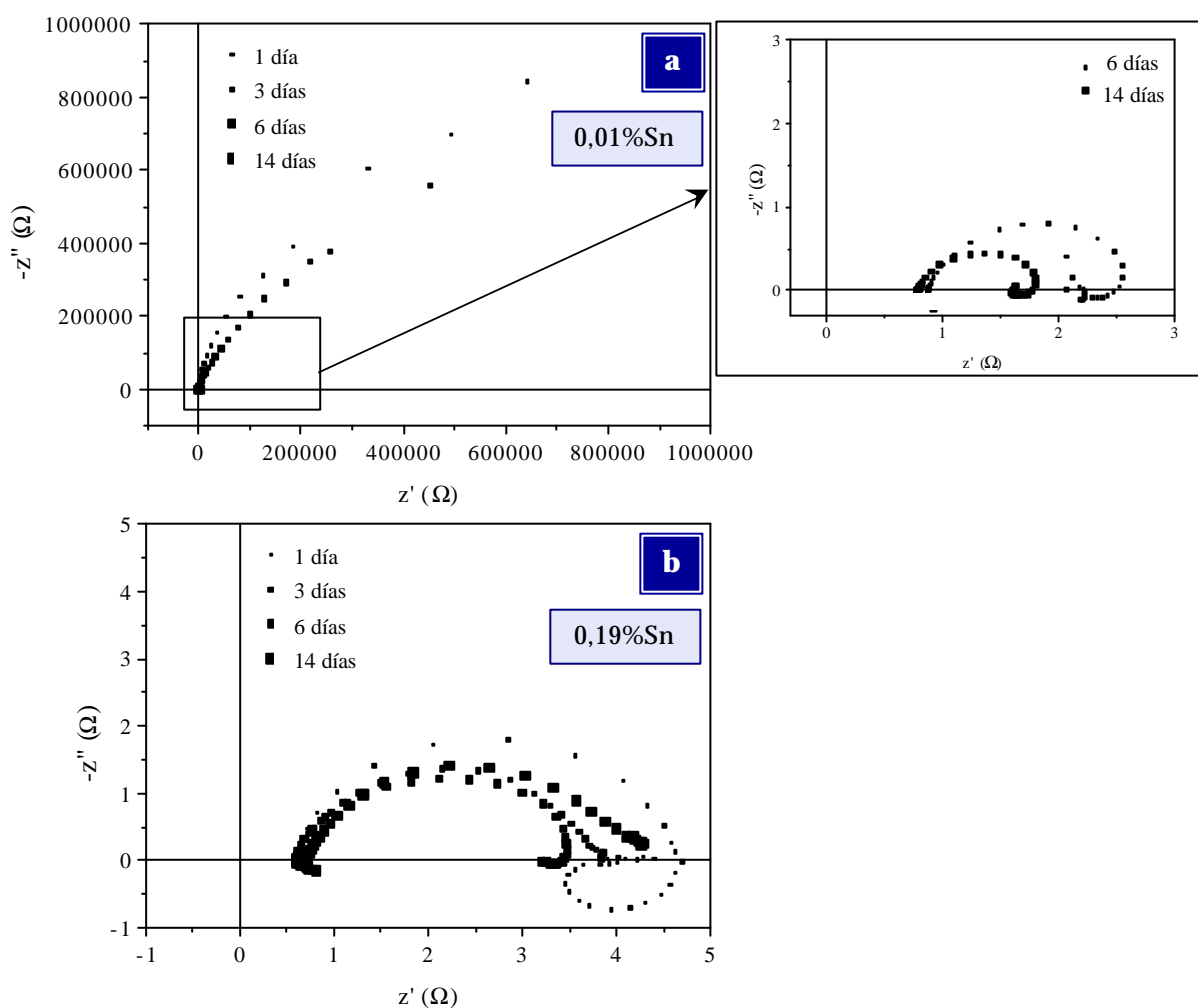 1000000
800000
600000
400000
200000
0
-z'' (Ω)
1 día
3 días
6 días
14 días
a
0,01%Sn
0
200000
400000
600000
800000
1000000
z' (Ω)
3
2
1
0
-z'' (Ω)
6 días
14 días
0
1
2
3
z' (Ω)
5
4
3
2
1
0
-1
-z'' (Ω)
1 día
3 días
6 días
14 días
b
0,19%Sn
-1
0
1
2
3
4
5
z' (Ω)